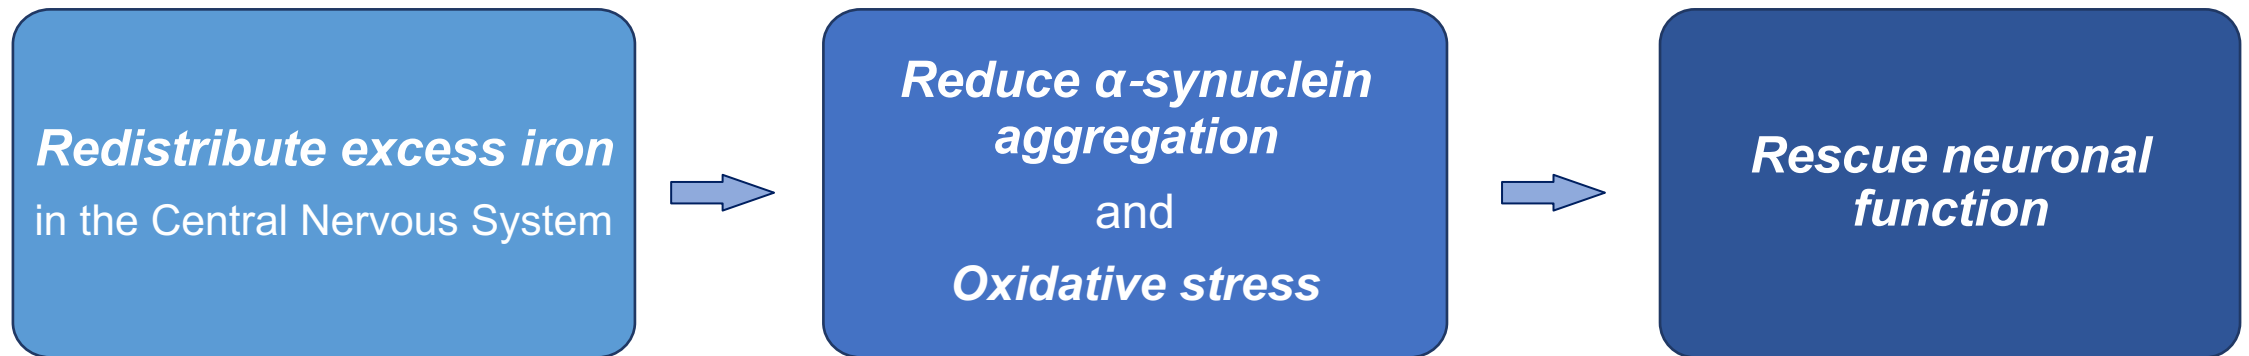 Redistribute excess iron
in the Central Nervous System
Reduce α-synuclein
aggregation
and
Oxidative stress
Rescue neuronal
function